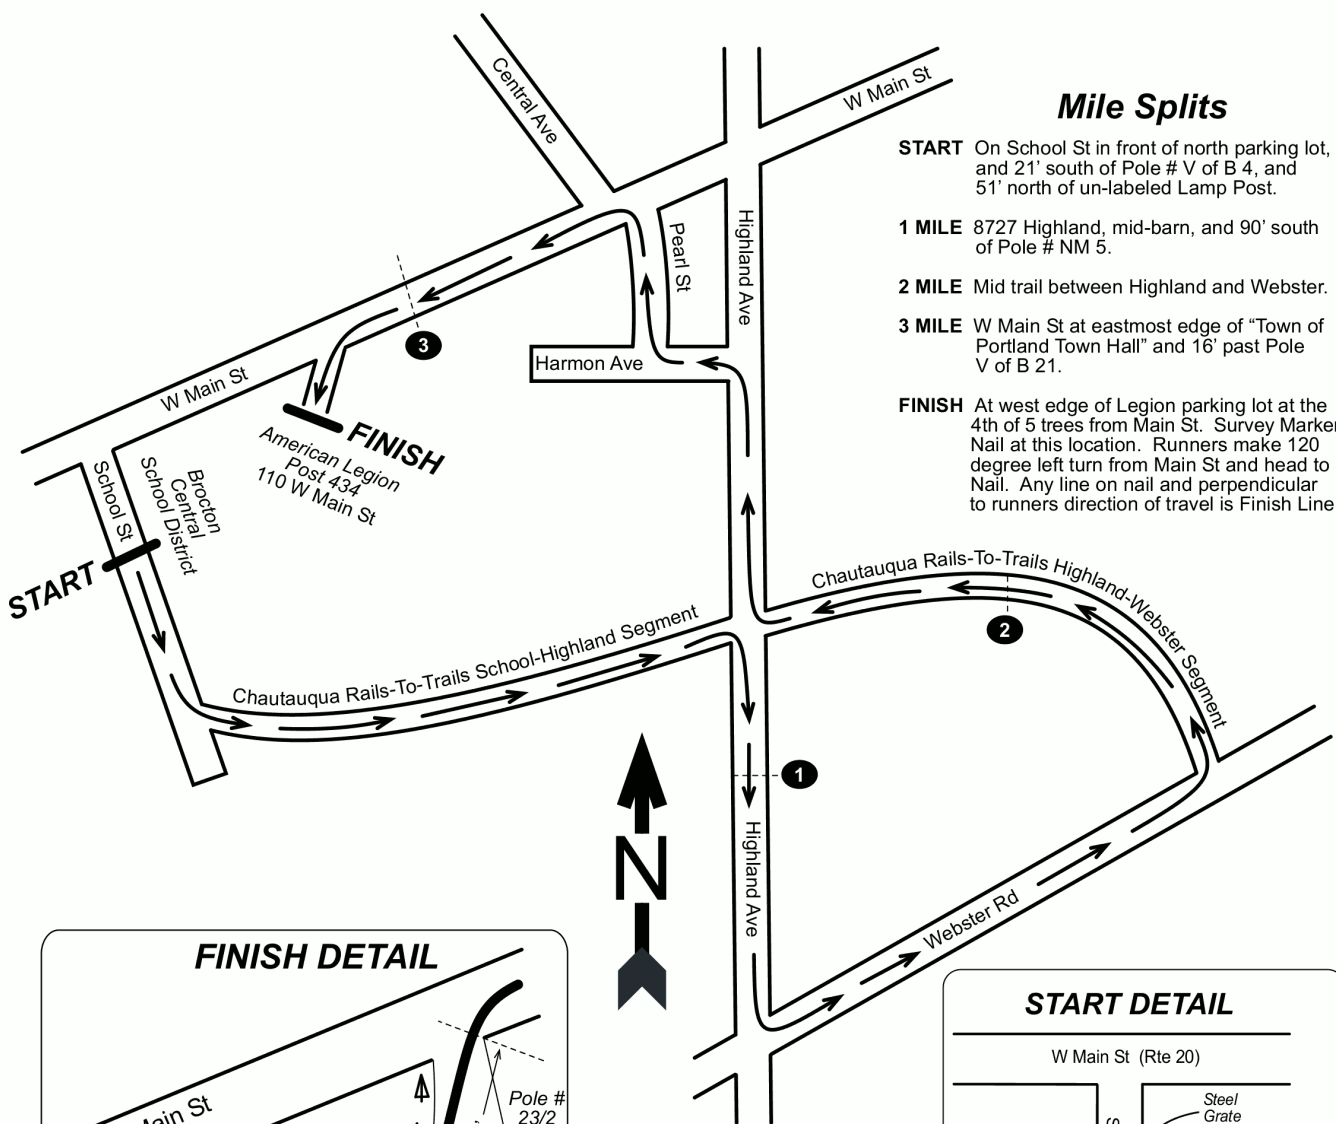 Central Ave
W Main St
Mile Splits
START On School St in front of north parking lot,
and 21’ south of Pole # V of B 4, and
51’ north of un-labeled Lamp Post.
1 MILE 8727 Highland, mid-barn, and 90’ south
of Pole # NM 5.
2 MILE Mid trail between Highland and Webster.
3 MILE W Main St at eastmost edge of “Town of
Portland Town Hall” and 16’ past Pole
V of B 21.
FINISH At west edge of Legion parking lot at the
4th of 5 trees from Main St. Survey Marker
Nail at this location. Runners make 120
degree left turn from Main St and head to
Nail. Any line on nail and perpendicular
to runners direction of travel is Finish Line
Pearl St
Highland Ave
3
Harmon Ave
W Main St
FINISH
American Legion
Post 434
110 W Main St
School St
Brocton
Central
School District
START
Chautauqua Rails-To-Trails School-Highland Segment
Chautauqua Rails-To-Trails Highland-Webster Segment
2
1
N
Highland Ave
Webster Rd
FINISH DETAIL
Main St
Pole #
23/2
START DETAIL
W Main St (Rte 20)
Steel
Grate
S